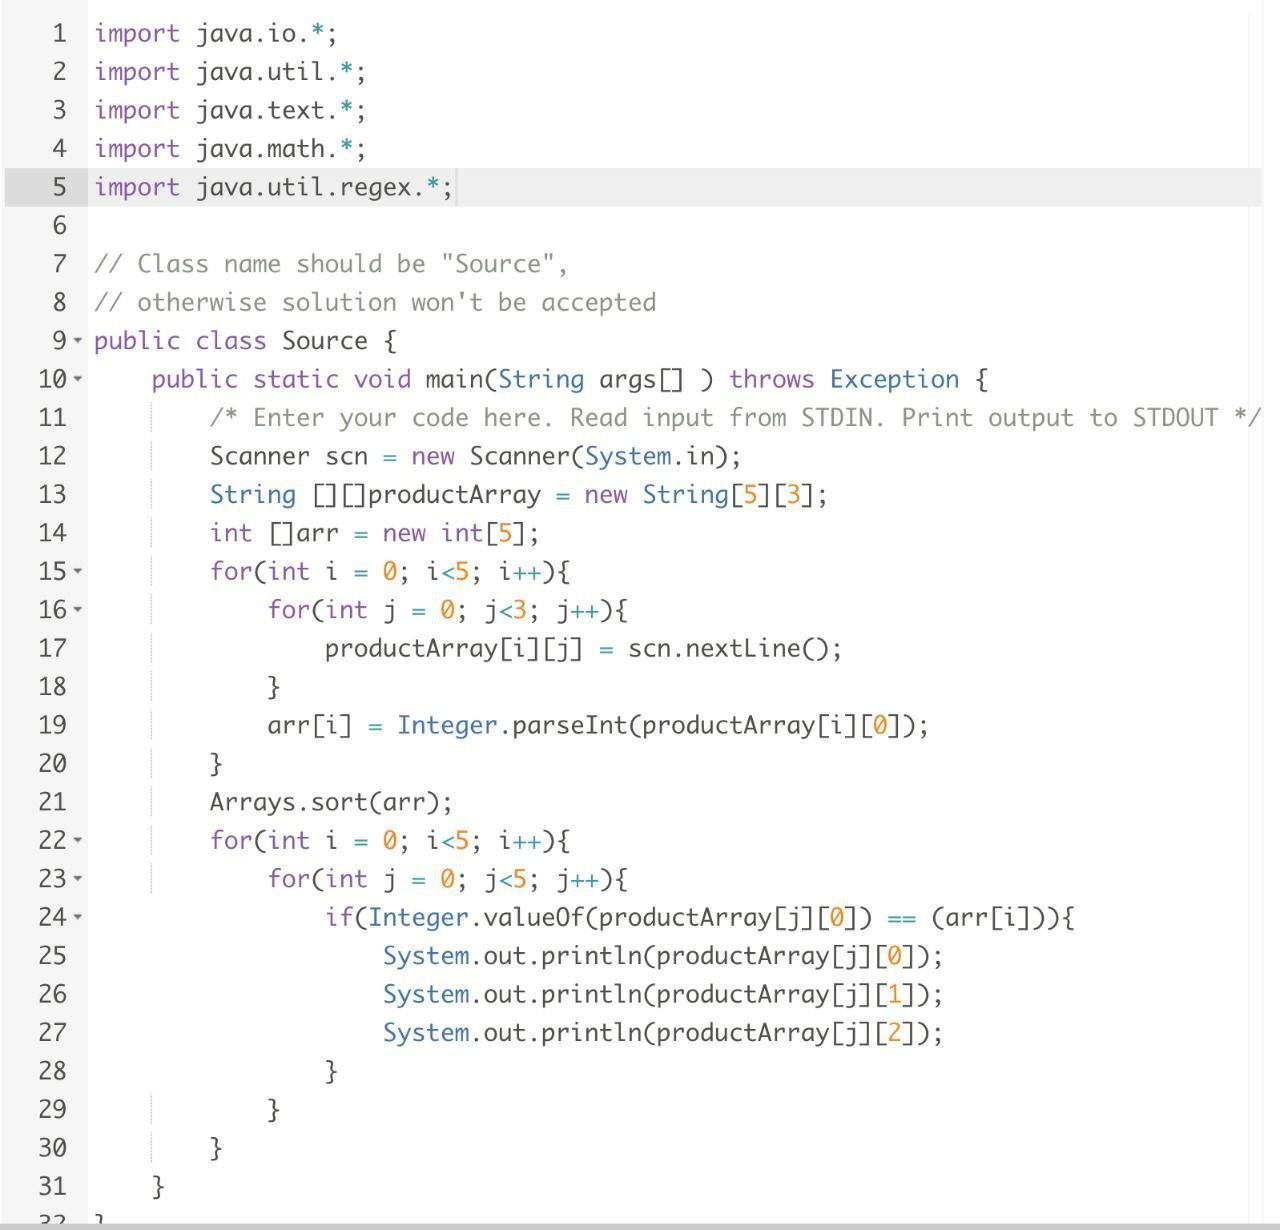 1 import java.io.*;
2 import java.util.*;
3 import java.text.*;
4 import java.math.*;
5 import java.util.regex.*;
6
7 // Class name should be "Source",
8 // otherwise solution won't be accepted
9 public class Source {
10     public static void main(String args[] ) throws Exception {
11         /* Enter your code here. Read input from STDIN. Print output to STDOUT */
12         Scanner scn = new Scanner(System.in);
13         String [][]productArray = new String[5][3];
14         int []arr = new int[5];
15         for(int i = 0; i<5; i++){
16             for(int j = 0; j<3; j++){
17                 productArray[i][j] = scn.nextLine();
18             }
19             arr[i] = Integer.parseInt(productArray[i][0]);
20         }
21         Arrays.sort(arr);
22         for(int i = 0; i<5; i++){
23             for(int j = 0; j<5; j++){
24                 if(Integer.valueOf(productArray[j][0]) == (arr[i])){
25                     System.out.println(productArray[j][0]);
26                     System.out.println(productArray[j][1]);
27                     System.out.println(productArray[j][2]);
28                 }
29             }
30         }
31     }
32 }